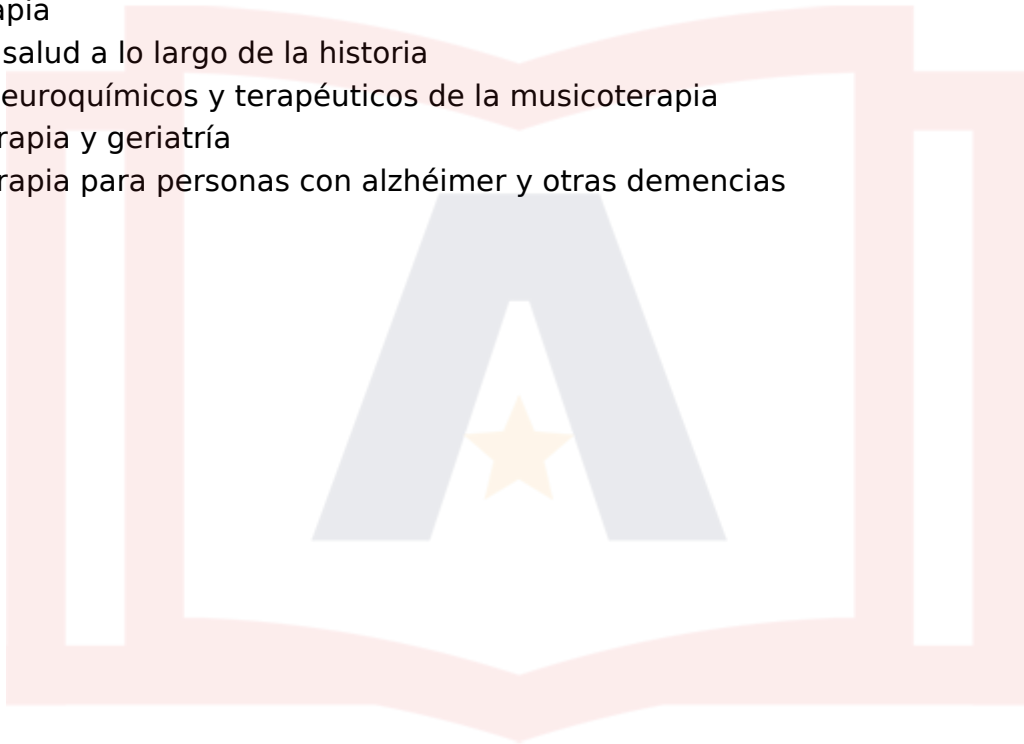 apia
salud a lo largo de la historia
euroquímicos y terapéuticos de la musicoterapia
rapia y geriatría
rapia para personas con alzhéimer y otras demencias